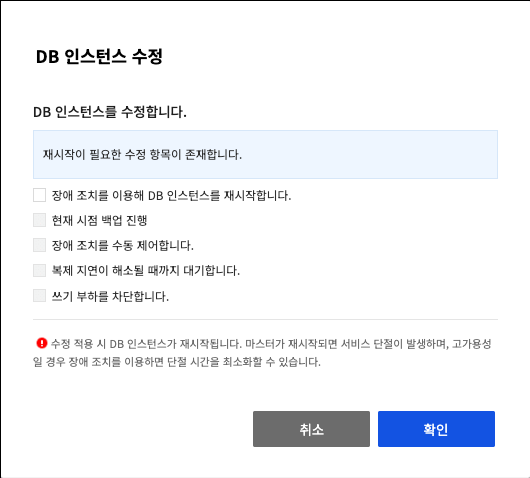 DB 인스턴스 수정
DB 인스턴스를 수정합니다.
재시작이 필요한 수정 항목이 존재합니다.
장애 조치를 이용해 DB 인스턴스를 재시작합니다.
현재 시점 백업 진행
장애 조치를 수동 제어합니다.
복제 지연이 해소될 때까지 대기합니다.
쓰기 부하를 차단합니다.
수정 적용 시 DB 인스턴스가 재시작됩니다. 마스터가 재시작되면 서비스 단절이 발생하며, 고가용성
일 경우 장애 조치를 이용하면 단절 시간을 최소화할 수 있습니다.
취소
확인